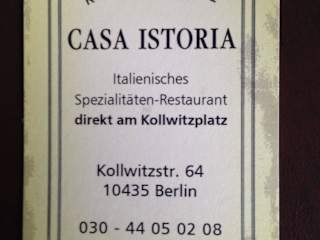 CASA ISTORIA
Italienisches
Spezialitäten-Restaurant
direkt am Kollwitzplatz
Kollwitzstr. 64
10435 Berlin
030 - 44 05 02 08